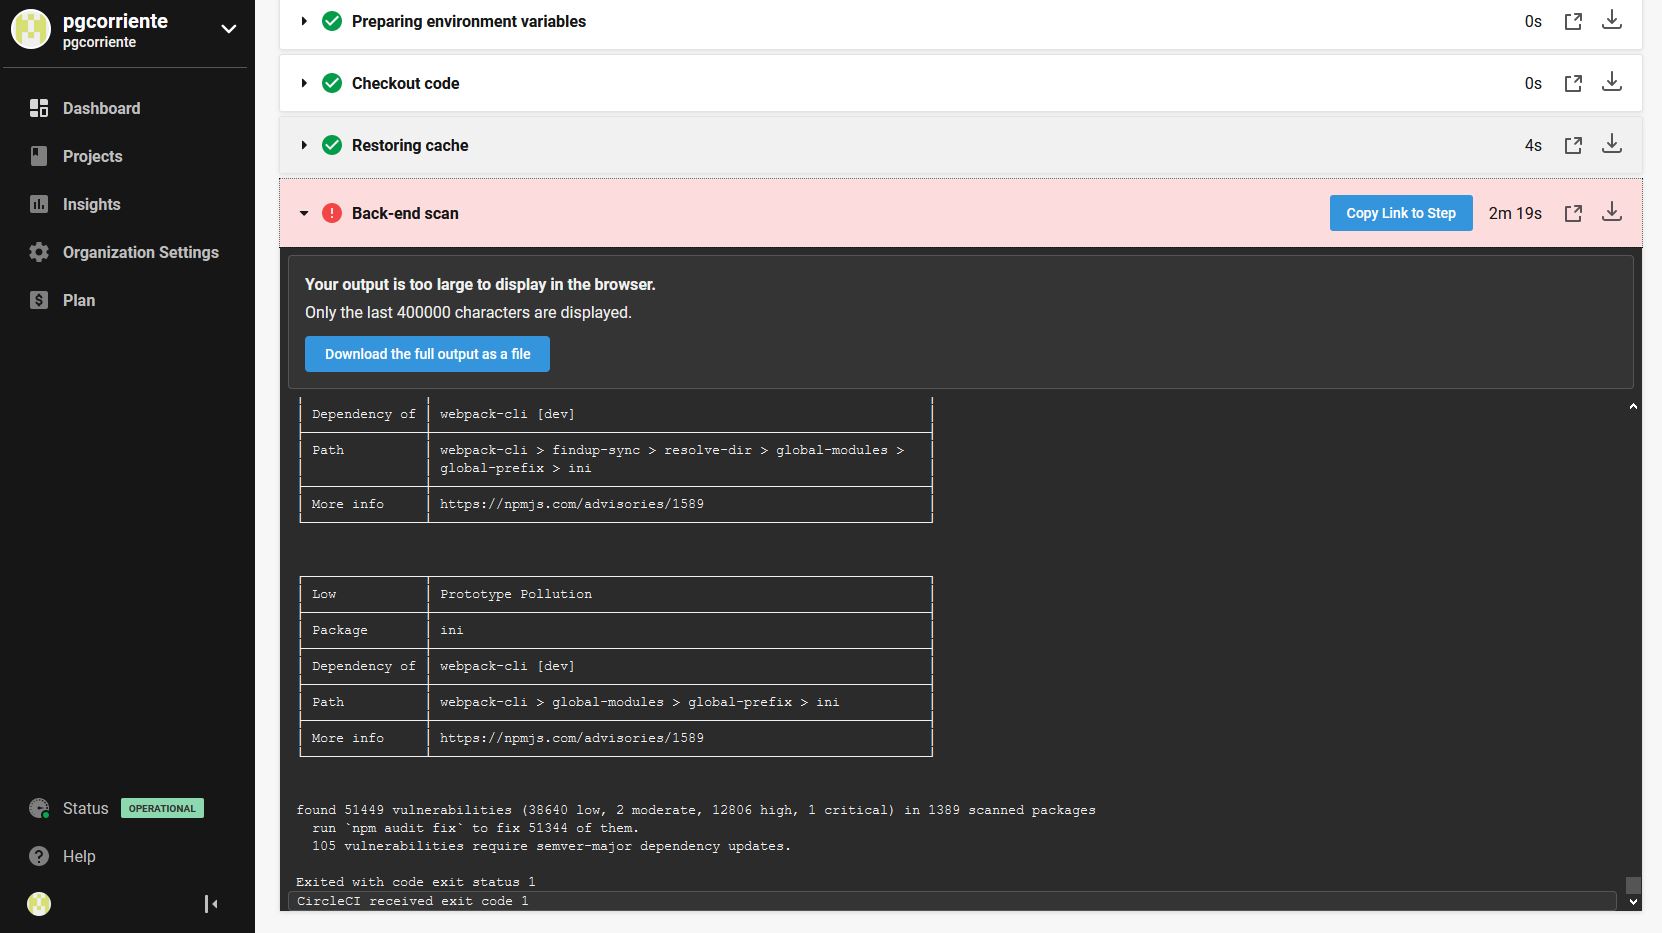 pgcorriente
pgcorriente
Dashboard
Projects
Insights
Organization Settings
Plan
Status OPERATIONAL
Help
Preparing environment variables 0s
Checkout code 0s
Restoring cache 4s
Back-end scan Copy Link to Step 2m 19s
Your output is too large to display in the browser.
Only the last 400000 characters are displayed.
Download the full output as a file
Dependency of webpack-cli [dev]
Path webpack-cli > findup-sync > resolve-dir > global-modules >
global-prefix > ini
More info https://npmjs.com/advisories/1589
Low Prototype Pollution
Package ini
Dependency of webpack-cli [dev]
Path webpack-cli > global-modules > global-prefix > ini
More info https://npmjs.com/advisories/1589
found 51449 vulnerabilities (38640 low, 2 moderate, 12806 high, 1 critical) in 1389 scanned packages
run `npm audit fix` to fix 51344 of them.
105 vulnerabilities require semver-major dependency updates.
Exited with code exit status 1
CircleCI received exit code 1